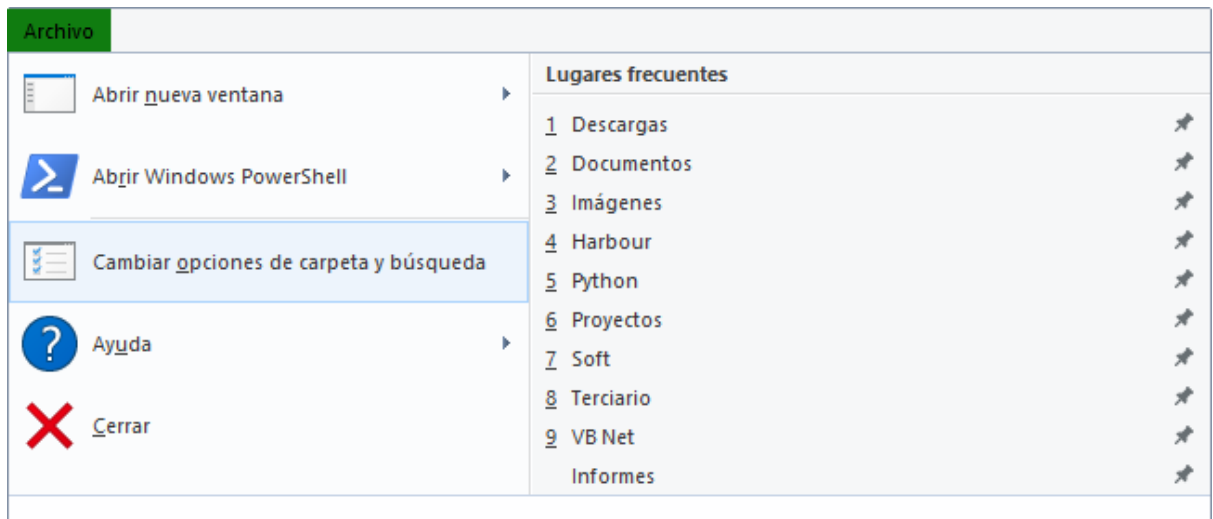 Archivo
Abrir nueva ventana
Abrir Windows PowerShell
Cambiar opciones de carpeta y búsqueda
Ayuda
Cerrar
Lugares frecuentes
1 Descargas
2 Documentos
3 Imágenes
4 Harbour
5 Python
6 Proyectos
7 Soft
8 Terciario
9 VB Net
Informes